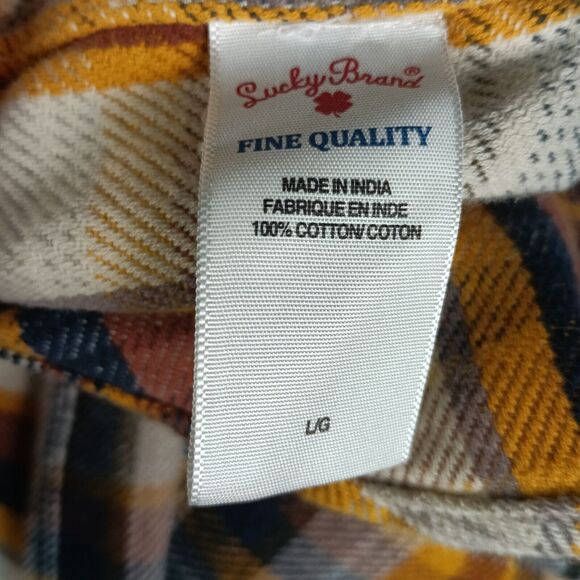 Lucky Brand®
FINE QUALITY
MADE IN INDIA
FABRIQUE EN INDE
100% COTTON/COTON
L/G